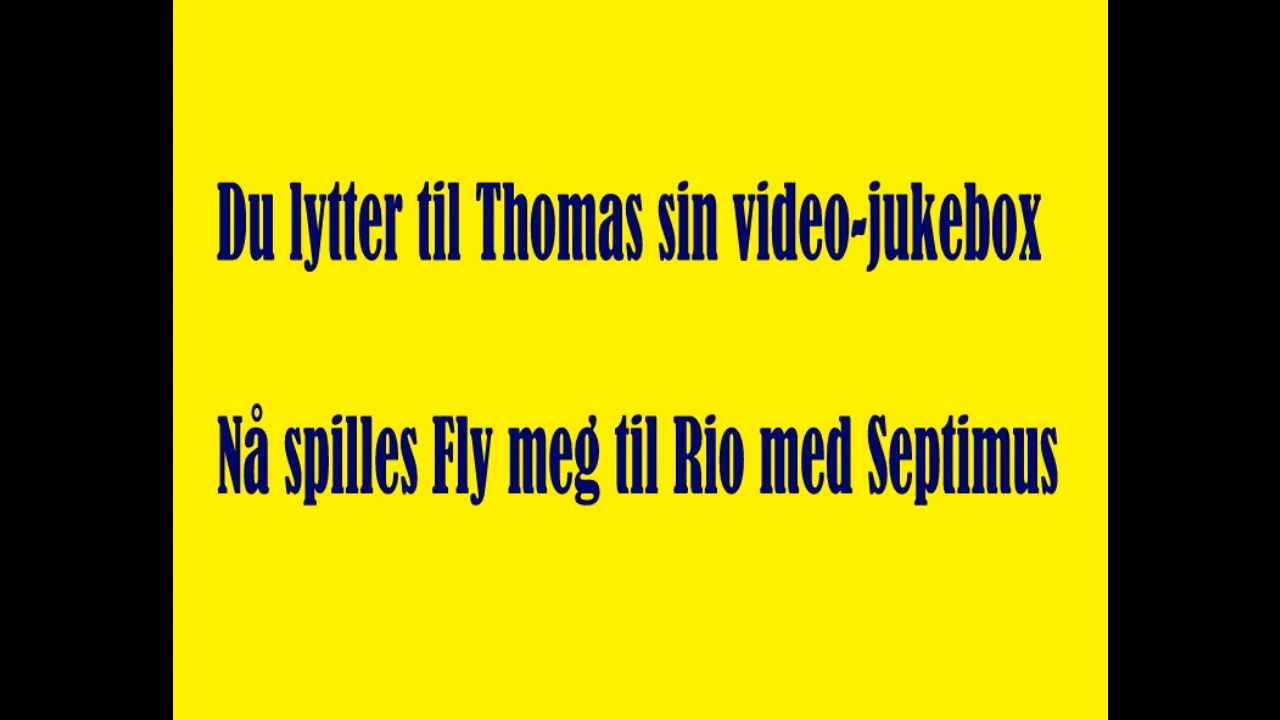 Du lytter til Thomas sin video-jukebox
Nå spilles Fly meg til Rio med Septimus